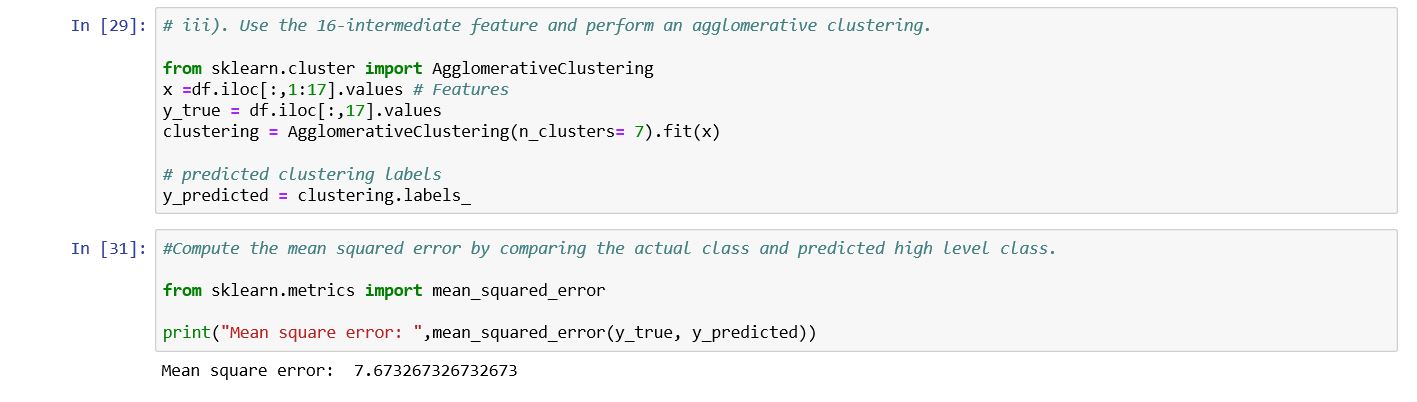 In [29]: # iii). Use the 16-intermediate feature and perform an agglomerative clustering.
from sklearn.cluster import AgglomerativeClustering
x =df.iloc[:,1:17].values # Features
y_true = df.iloc[:,17].values
clustering = AgglomerativeClustering(n_clusters= 7).fit(x)
# predicted clustering labels
y_predicted = clustering.labels_
In [31]: #Compute the mean squared error by comparing the actual class and predicted high level class.
from sklearn.metrics import mean_squared_error
print("Mean square error: ",mean_squared_error(y_true, y_predicted))
Mean square error:  7.673267326732673